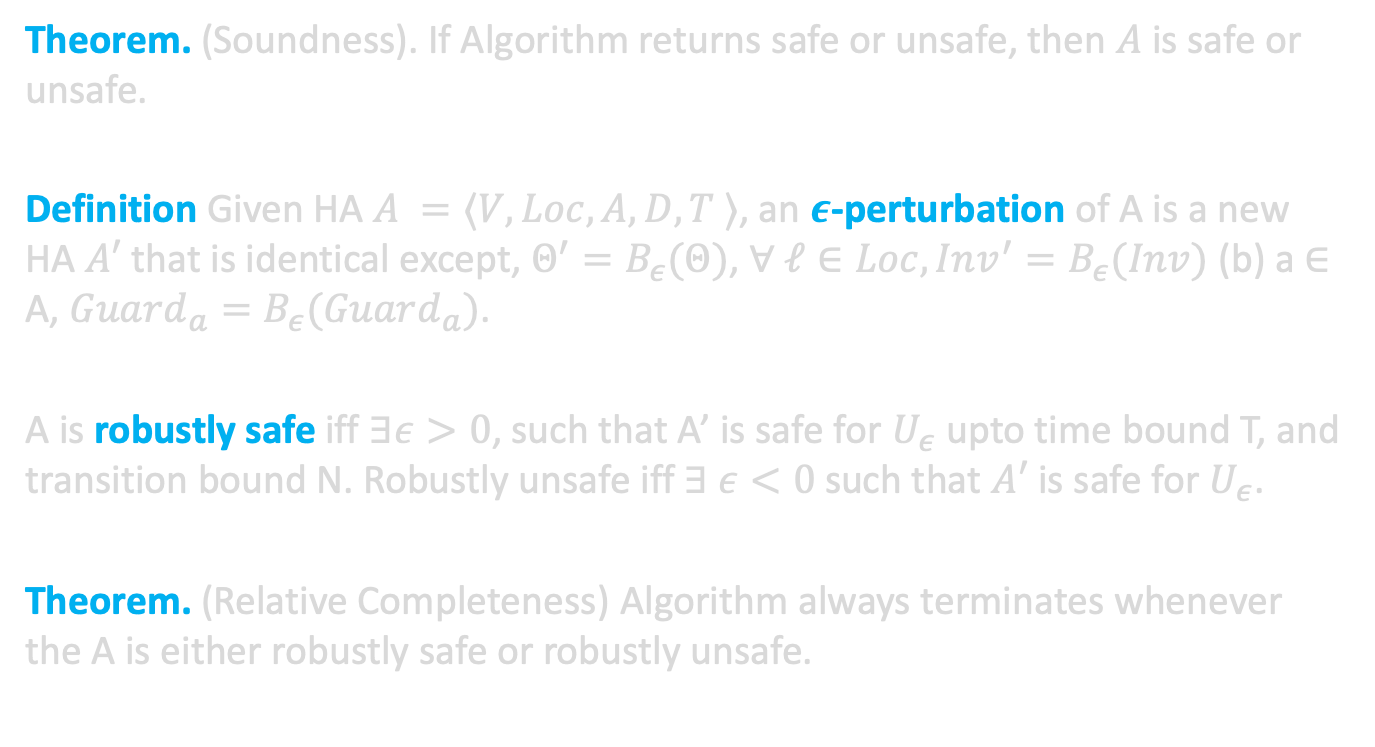 Theorem. (Soundness). If Algorithm returns safe or unsafe, then 𝐴 is safe or
unsafe.
Definition Given HA 𝐴 = ⟨𝑉, 𝐿𝑜𝑐, 𝐴, 𝐷, 𝑇 ⟩, an 𝝐-perturbation of A is a new
HA 𝐴′ that is identical except, Θ′ = 𝐵_𝜖(Θ), ∀ ℓ ∈ 𝐿𝑜𝑐, 𝐼𝑛𝑣′ = 𝐵_𝜖(𝐼𝑛𝑣) (b) a ∈
A, 𝐺𝑢𝑎𝑟𝑑_𝑎 = 𝐵_𝜖(𝐺𝑢𝑎𝑟𝑑_𝑎).
A is robustly safe iff ∃𝜖 > 0, such that A’ is safe for 𝑈_𝜖 upto time bound T, and
transition bound N. Robustly unsafe iff ∃ 𝜖 < 0 such that 𝐴′ is safe for 𝑈_𝜖.
Theorem. (Relative Completeness) Algorithm always terminates whenever
the A is either robustly safe or robustly unsafe.